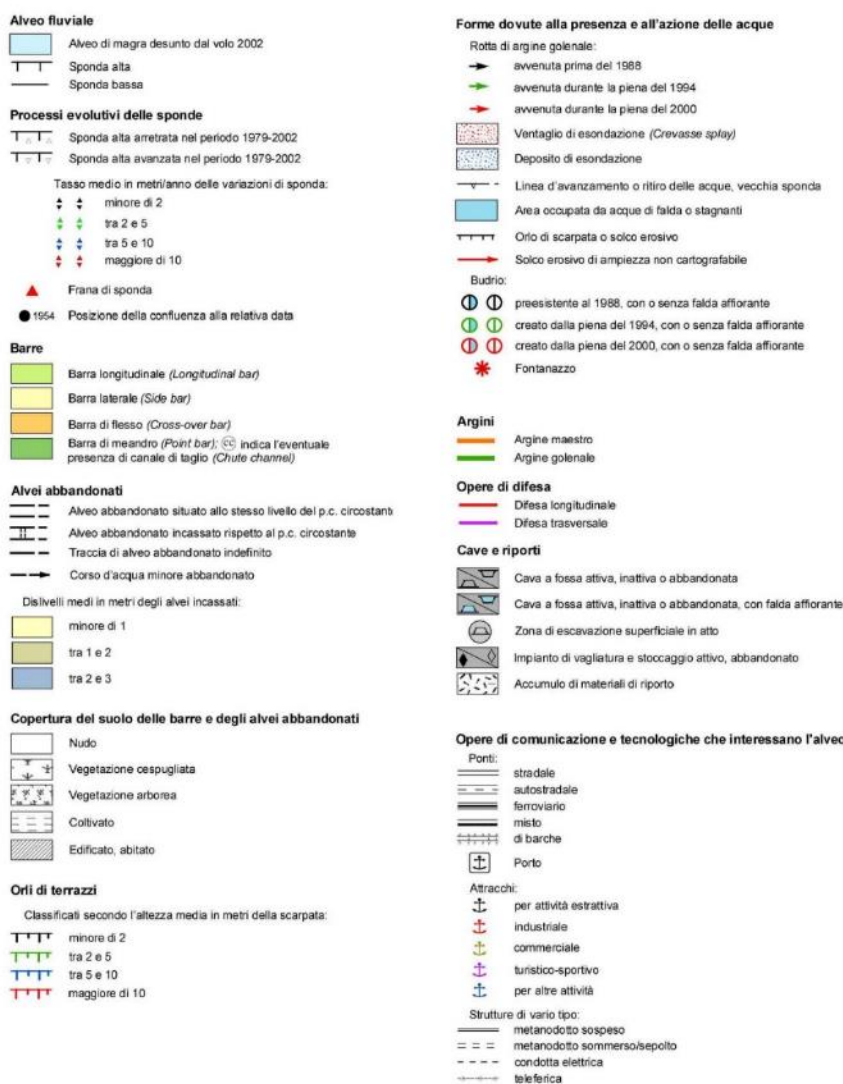 Alveo fluviale
Alveo di magra desunto dal volo 2002
Sponda alta
Sponda bassa
Processi evolutivi delle sponde
Sponda alta arretrata nel periodo 1979-2002
Sponda alta avanzata nel periodo 1979-2002
Tasso medio in metri/anno delle variazioni di sponda:
minore di 2
tra 2 e 5
tra 5 e 10
maggiore di 10
Frana di sponda
1954 Posizione della confluenza alla relativa data
Barre
Barra longitudinale (Longitudinal bar)
Barra laterale (Side bar)
Barra di flesso (Cross-over bar)
Barra di meandro (Point bar); cc indica l'eventuale
presenza di canale di taglio (Chute channel)
Alvei abbandonati
Alveo abbandonato situato allo stesso livello del p.c. circostante
Alveo abbandonato incassato rispetto al p.c. circostante
Traccia di alveo abbandonato indefinito
Corso d'acqua minore abbandonato
Dislivelli medi in metri degli alvei incassati:
minore di 1
tra 1 e 2
tra 2 e 3
Copertura del suolo delle barre e degli alvei abbandonati
Nudo
Vegetazione cespugliata
Vegetazione arborea
Coltivato
Edificato, abitato
Orli di terrazzi
Classificati secondo l'altezza media in metri della scarpata:
minore di 2
tra 2 e 5
tra 5 e 10
maggiore di 10
Forme dovute alla presenza e all'azione delle acque
Rotta di argine golenale:
avvenuta prima del 1988
avvenuta durante la piena del 1994
avvenuta durante la piena del 2000
Ventaglio di esondazione (Crevasse splay)
Deposito di esondazione
Linea d'avanzamento o ritiro delle acque, vecchia sponda
Area occupata da acque di falda o stagnanti
Orlo di scarpata o solco erosivo
Solco erosivo di ampiezza non cartografabile
Budrio:
preesistente al 1988, con o senza falda affiorante
creato dalla piena del 1994, con o senza falda affiorante
creato dalla piena del 2000, con o senza falda affiorante
Fontanazzo
Argini
Argine maestro
Argine golenale
Opere di difesa
Difesa longitudinale
Difesa trasversale
Cave e riporti
Cava a fossa attiva, inattiva o abbandonata
Cava a fossa attiva, inattiva o abbandonata, con falda affiorante
Zona di escavazione superficiale in atto
Impianto di vagliatura e stoccaggio attivo, abbandonato
Accumulo di materiali di riporto
Opere di comunicazione e tecnologiche che interessano l'alveo
Ponti:
stradale
autostradale
ferroviario
misto
di barche
Porto
Attracchi:
per attività estrattiva
industriale
commerciale
turistico-sportivo
per altre attività
Strutture di vario tipo:
metanodotto sospeso
metanodotto sommerso/sepolto
condotta elettrica
teleferica